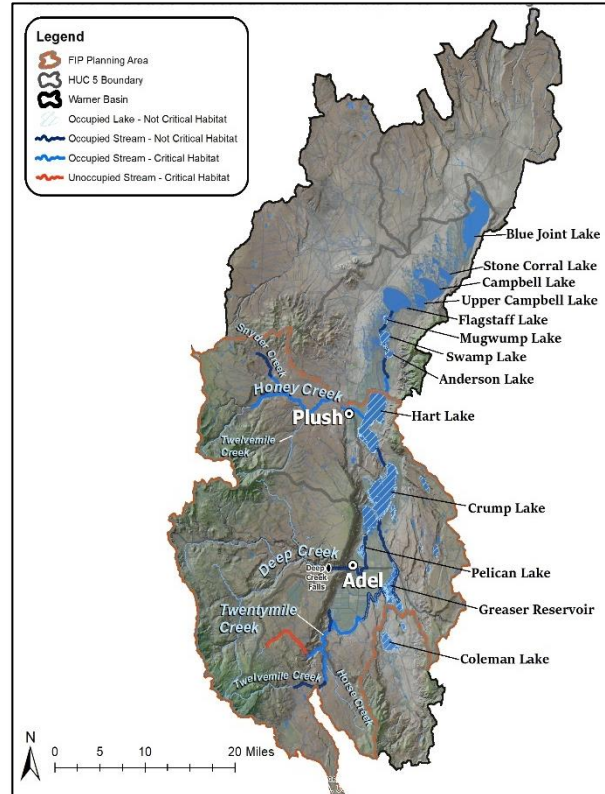 Legend
FIP Planning Area
HUC 5 Boundary
Warner Basin
Occupied Lake - Not Critical Habitat
Occupied Stream - Not Critical Habitat
Occupied Stream - Critical Habitat
Unoccupied Stream - Critical Habitat
Blue Joint Lake
Stone Corral Lake
Campbell Lake
Upper Campbell Lake
Flagstaff Lake
Mugwump Lake
Swamp Lake
Anderson Lake
Snyder Creek
Honey Creek
Plush
Hart Lake
Twelvemile
Creek
Crump Lake
Deep Creek
Deep
Creek
Falls
Adel
Pelican Lake
Greaser Reservoir
Twentymile
Creek
Coleman Lake
Twelvemile Creek
Horse Creek
N
0 5 10 20 Miles